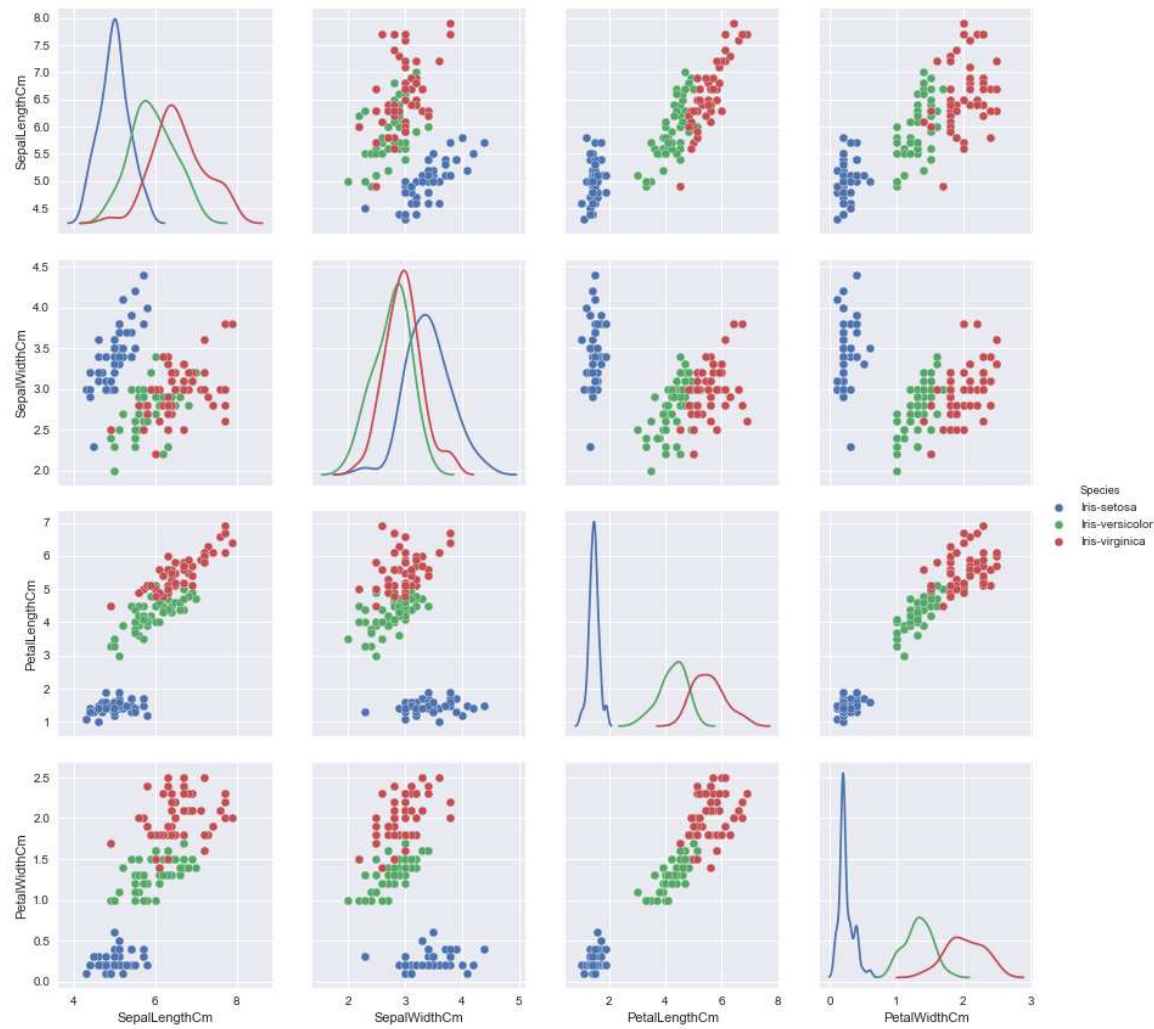 8.0
7.5
7.0
6.5
6.0
5.5
5.0
4.5
SepalLengthCm
4.5
4.0
3.5
3.0
2.5
2.0
SepalWidthCm
Species
Iris-setosa
Iris-versicolor
Iris-virginica
7
6
5
4
3
2
1
PetalLengthCm
2.5
2.0
1.5
1.0
0.5
0.0
PetalWidthCm
4 6 8
SepalLengthCm
2 3 4 5
SepalWidthCm
2 4 6 8
PetalLengthCm
0 1 2 3
PetalWidthCm